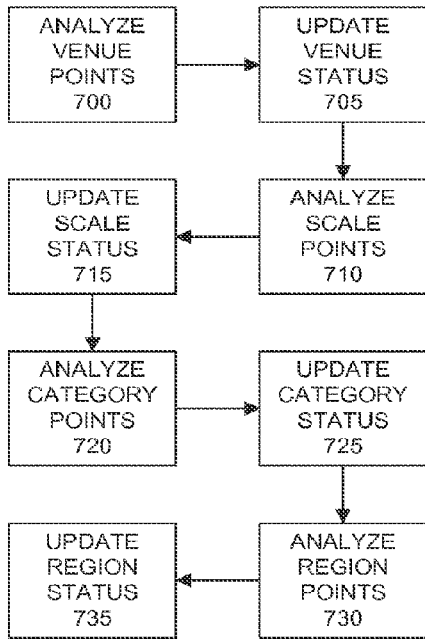 ANALYZE
VENUE
POINTS
700
UPDATE
VENUE
STATUS
705
ANALYZE
SCALE
POINTS
710
UPDATE
SCALE
STATUS
715
ANALYZE
CATEGORY
POINTS
720
UPDATE
CATEGORY
STATUS
725
ANALYZE
REGION
POINTS
730
UPDATE
REGION
STATUS
735